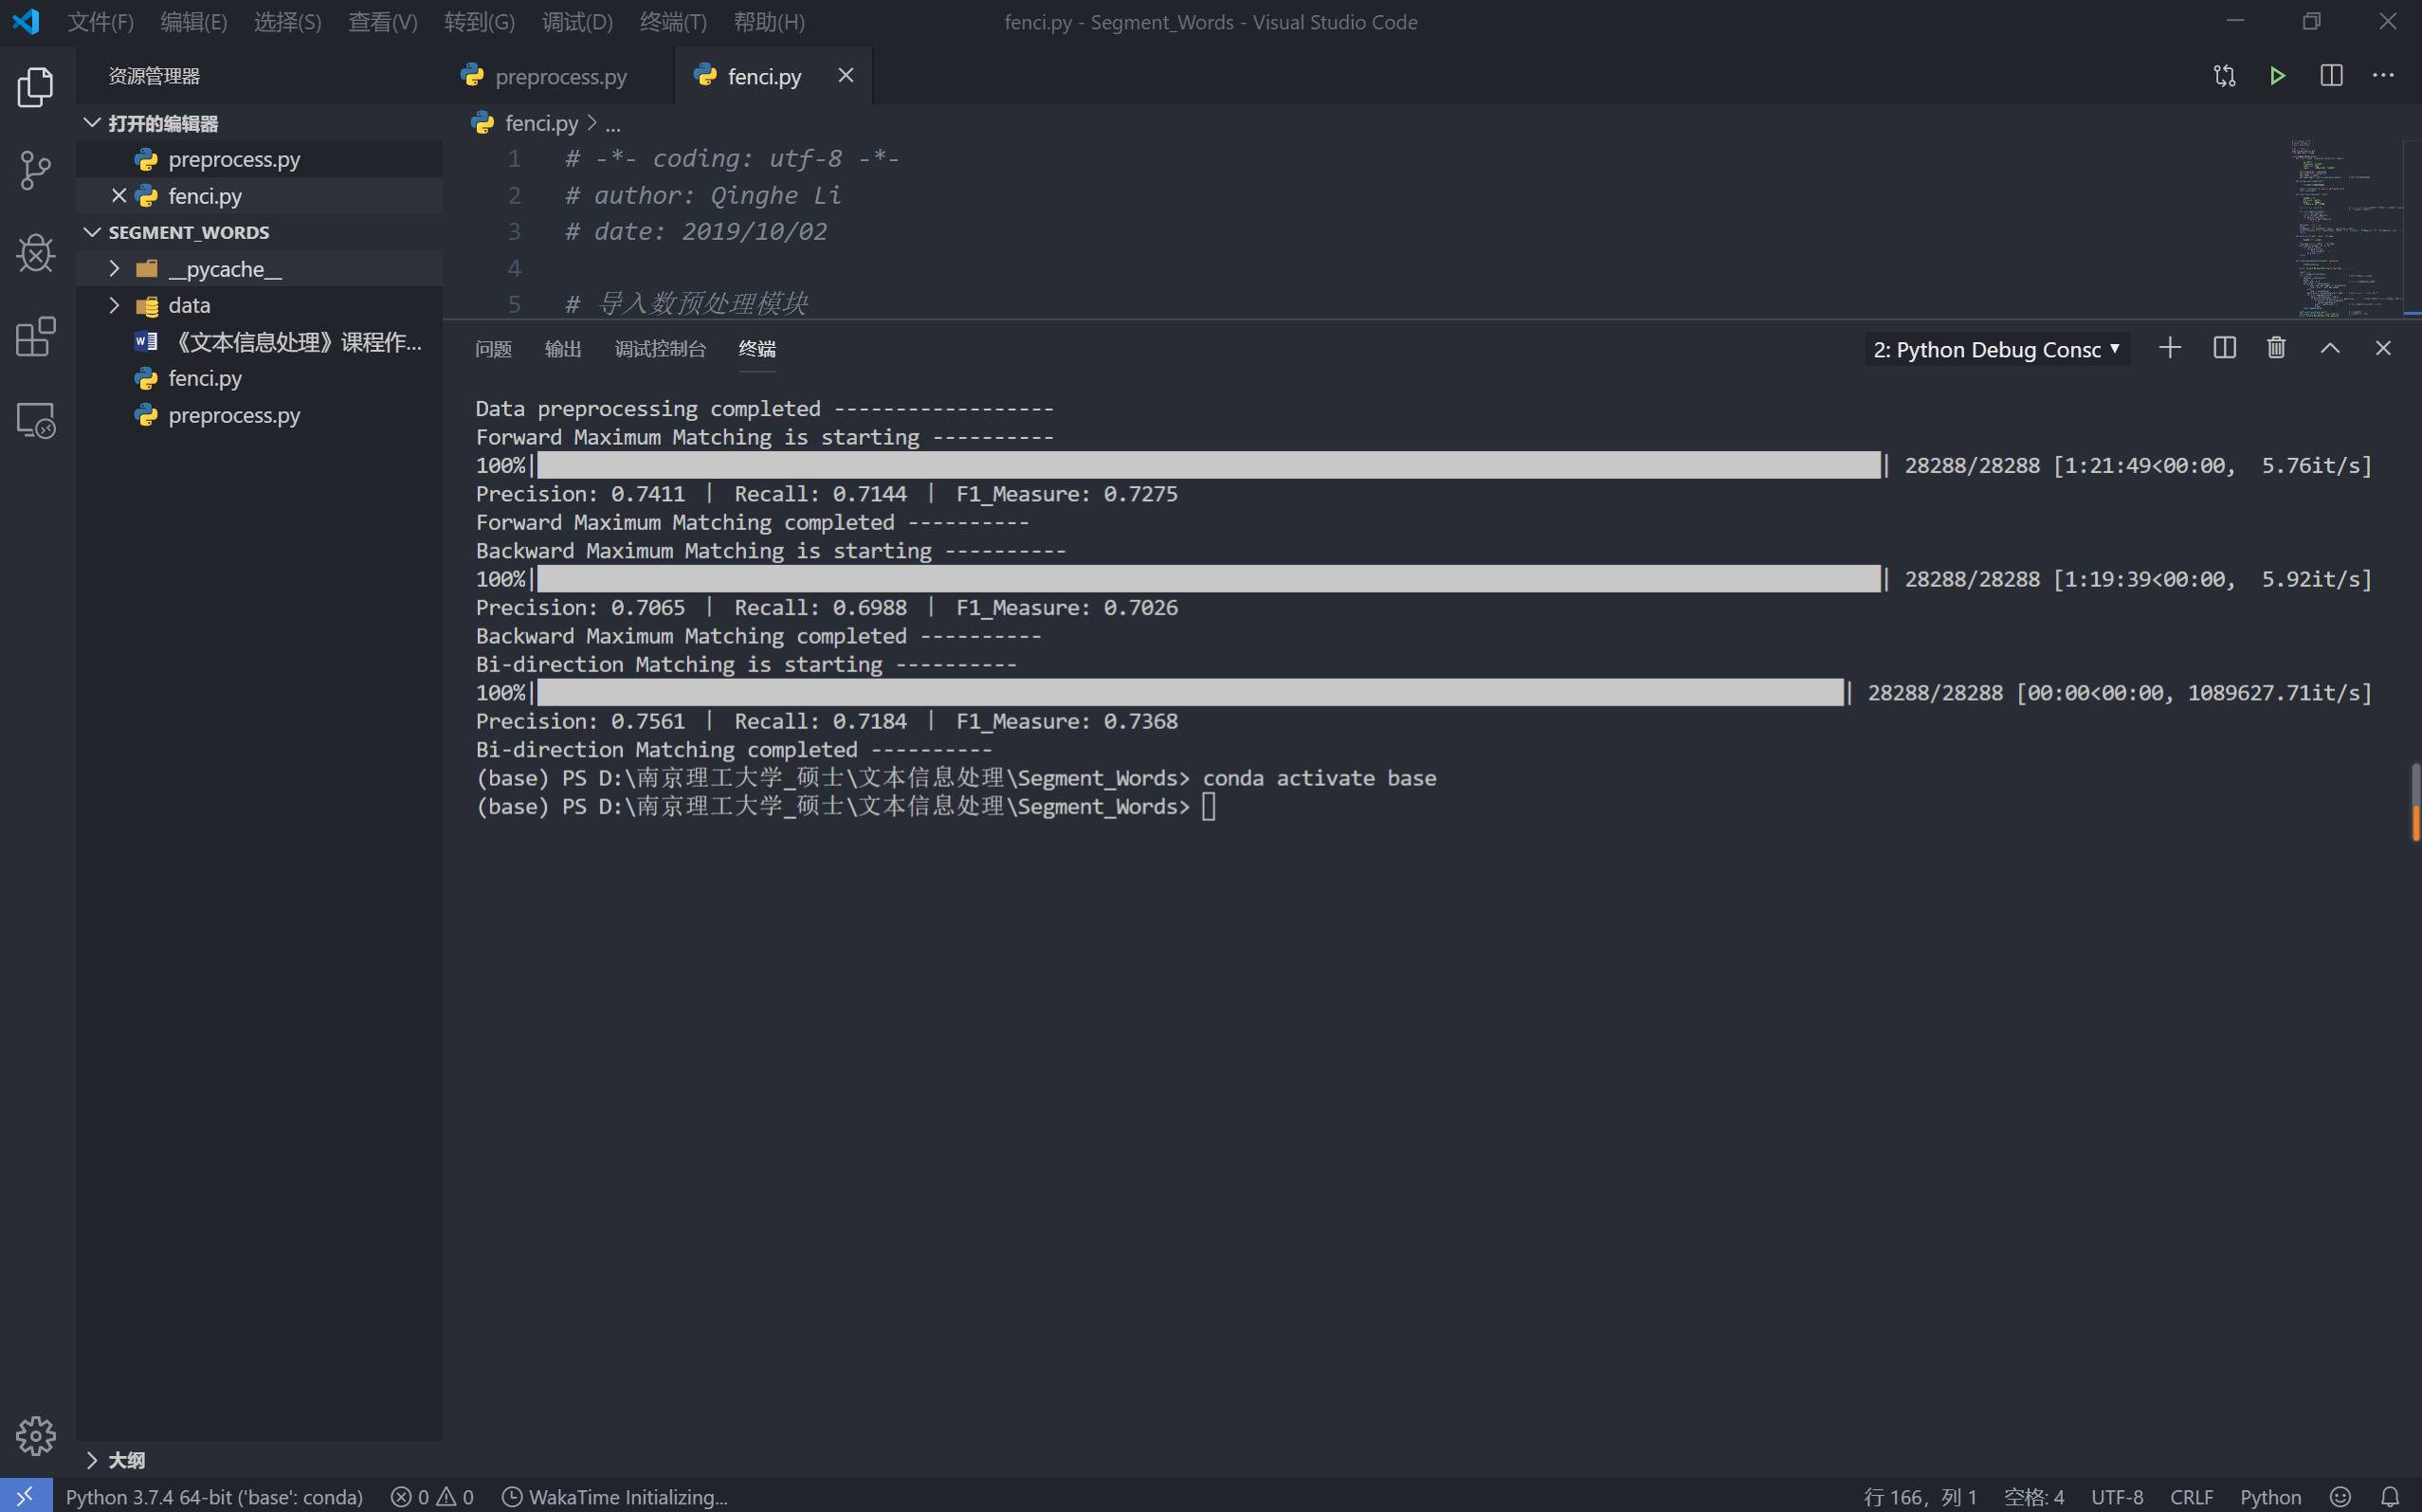 文件(F) 编辑(E) 选择(S) 查看(V) 转到(G) 调试(D) 终端(T) 帮助(H) fenci.py - Segment_Words - Visual Studio Code
资源管理器
preprocess.py fenci.py
打开的编辑器
preprocess.py
fenci.py
SEGMENT_WORDS
__pycache__
data
《文本信息处理》课程作...
fenci.py
preprocess.py
大纲
fenci.py > ...
1 # -*- coding: utf-8 -*-
2 # author: Qinghe Li
3 # date: 2019/10/02
4
5 # 导入数预处理模块
问题 输出 调试控制台 终端 2: Python Debug Consc
Data preprocessing completed ------------------
Forward Maximum Matching is starting ----------
100%| | 28288/28288 [1:21:49<00:00, 5.76it/s]
Precision: 0.7411 | Recall: 0.7144 | F1_Measure: 0.7275
Forward Maximum Matching completed ----------
Backward Maximum Matching is starting ----------
100%| | 28288/28288 [1:19:39<00:00, 5.92it/s]
Precision: 0.7065 | Recall: 0.6988 | F1_Measure: 0.7026
Backward Maximum Matching completed ----------
Bi-direction Matching is starting ----------
100%| | 28288/28288 [00:00<00:00, 1089627.71it/s]
Precision: 0.7561 | Recall: 0.7184 | F1_Measure: 0.7368
Bi-direction Matching completed ----------
(base) PS D:\南京理工大学_硕士\文本信息处理\Segment_Words> conda activate base
(base) PS D:\南京理工大学_硕士\文本信息处理\Segment_Words>
Python 3.7.4 64-bit ('base': conda) 0 0 WakaTime Initializing... 行 166，列 1 空格: 4 UTF-8 CRLF Python